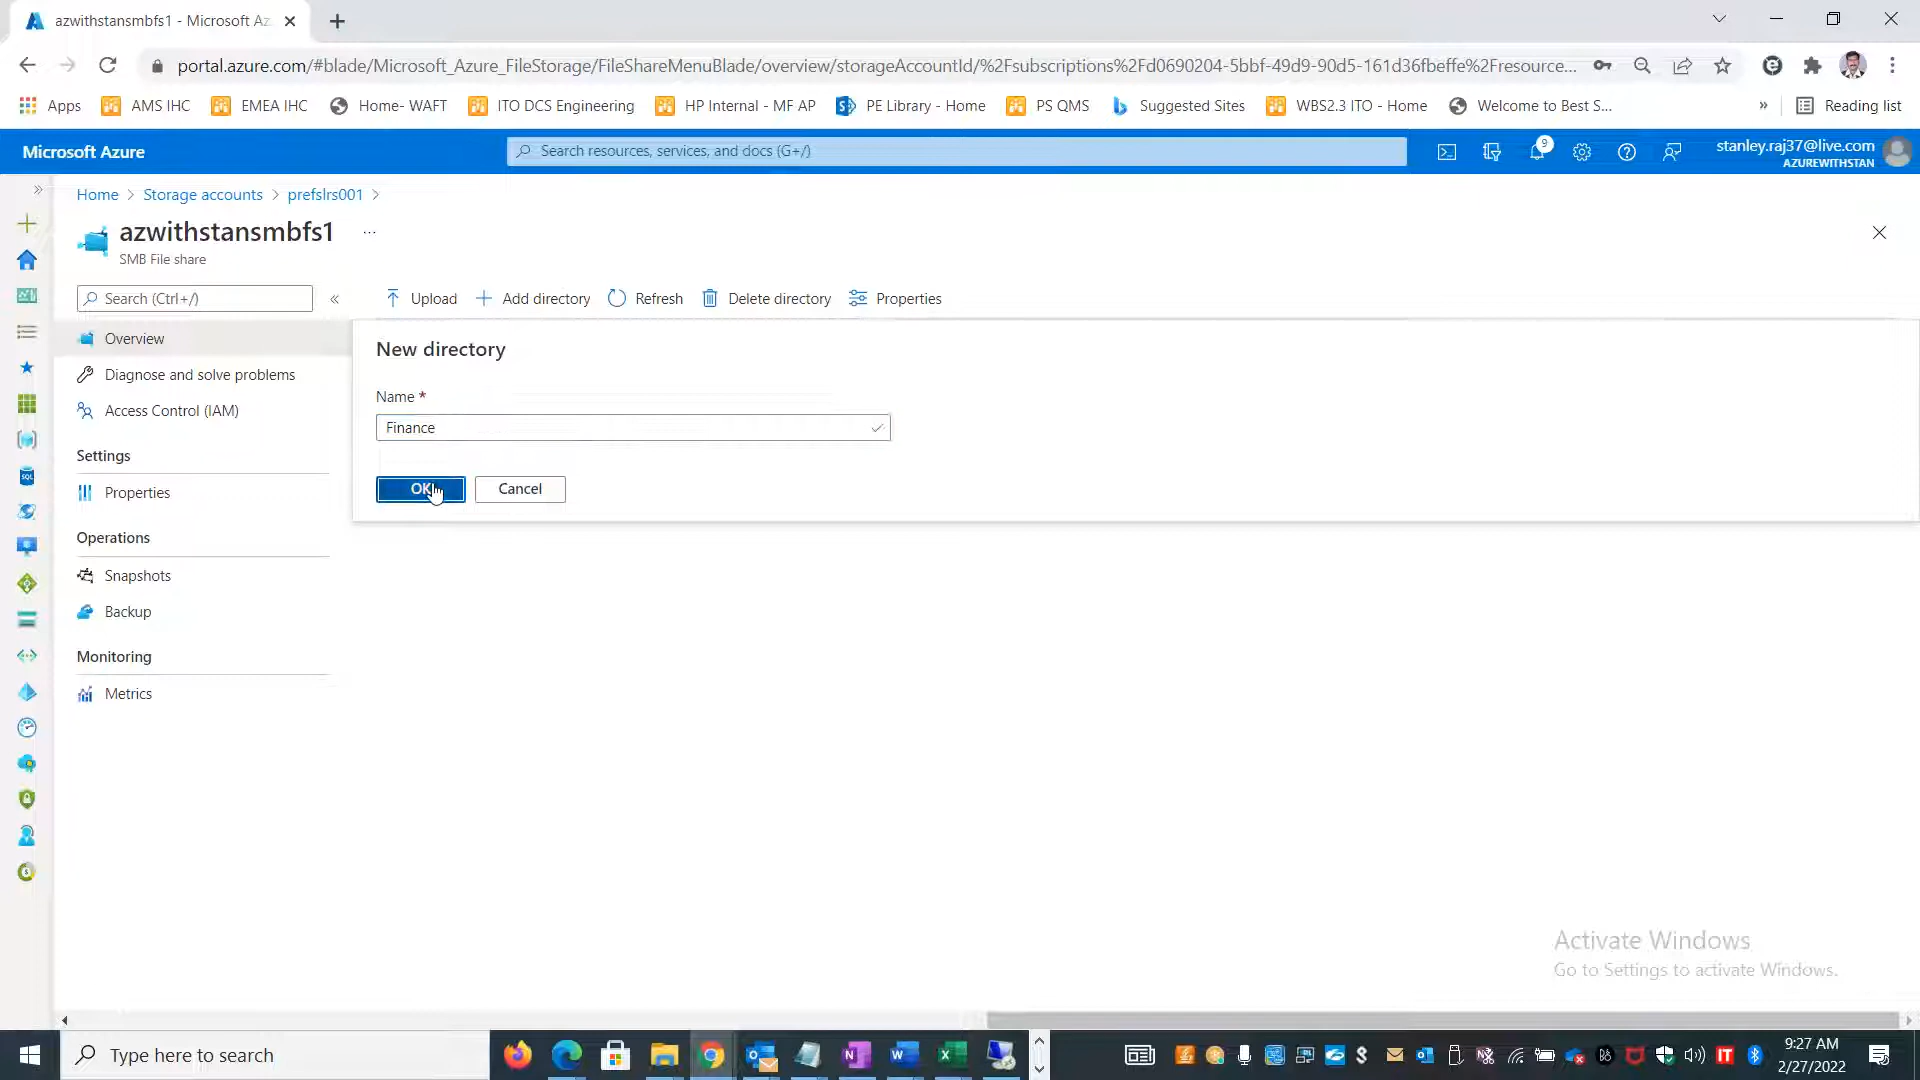 azwithstansmbfs1 - Microsoft Az
portal.azure.com/#blade/Microsoft_Azure_FileStorage/FileShareMenuBlade/overview/storageAccountId/%2Fsubscriptions%2Fd0690204-5bbf-49d9-90d5-161d36fbeffe%2Fresource...
Apps
AMS IHC
EMEA IHC
Home- WAFT
ITO DCS Engineering
HP Internal - MF AP
PE Library - Home
PS QMS
Suggested Sites
WBS2.3 ITO - Home
Welcome to Best S...
»
Reading list
Microsoft Azure
Search resources, services, and docs (G+/)
9
stanley.raj37@live.com
AZUREWITHSTAN
Home > Storage accounts > prefslrs001 >
azwithstansmbfs1 ...
SMB File share
Search (Ctrl+/)
«
Upload
Add directory
Refresh
Delete directory
Properties
Overview
Diagnose and solve problems
Access Control (IAM)
Settings
Properties
Operations
Snapshots
Backup
Monitoring
Metrics
New directory
Name *
Finance
OK
Cancel
Activate Windows
Go to Settings to activate Windows.
Type here to search
9:27 AM
2/27/2022